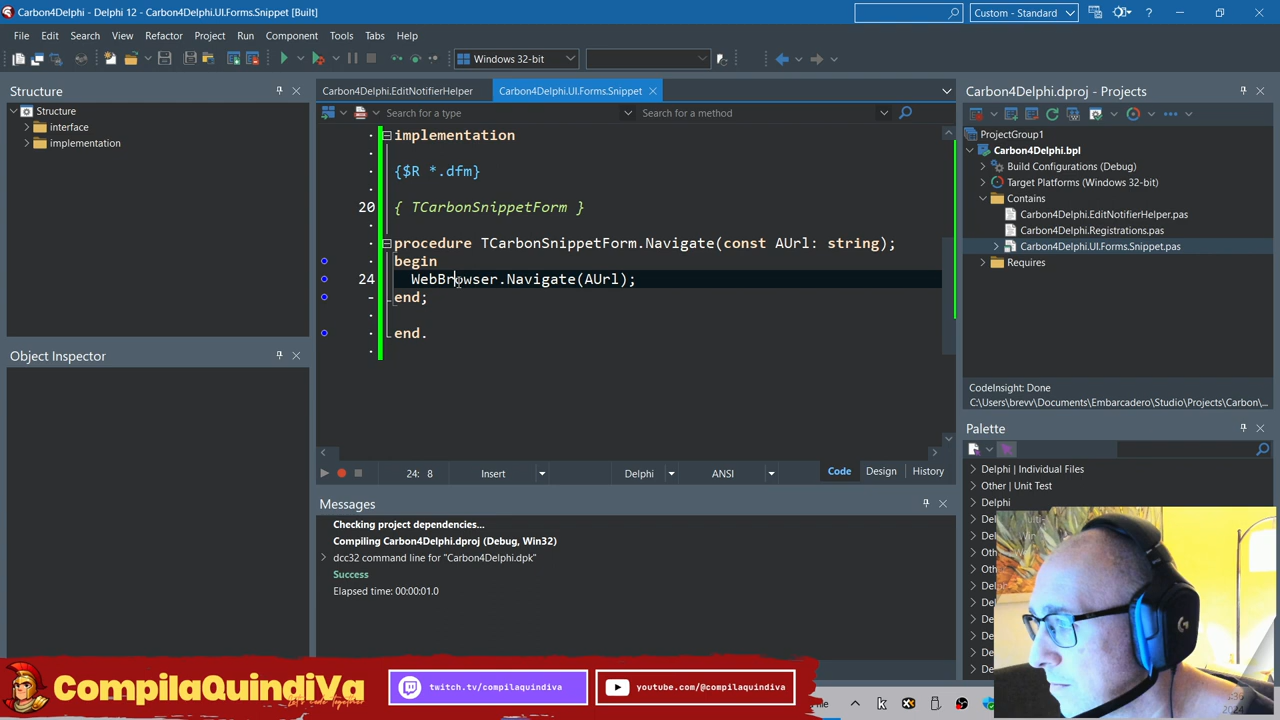 Carbon4Delphi - Delphi 12 - Carbon4Delphi.UI.Forms.Snippet [Built]
Custom - Standard
?
File Edit Search View Refactor Project Run Component Tools Tabs Help
Windows 32-bit
Structure
Structure
interface
implementation
Object Inspector
Carbon4Delphi.EditNotifierHelper
Carbon4Delphi.UI.Forms.Snippet
Search for a type
Search for a method
implementation
{$R *.dfm}
20 { TCarbonSnippetForm }
procedure TCarbonSnippetForm.Navigate(const AUrl: string);
begin
24 WebBrowser.Navigate(AUrl);
end;
end.
24: 8
Insert
Delphi
ANSI
Code
Design
History
Messages
Checking project dependencies...
Compiling Carbon4Delphi.dproj (Debug, Win32)
dcc32 command line for "Carbon4Delphi.dpk"
Success
Elapsed time: 00:00:01.0
Carbon4Delphi.dproj - Projects
ProjectGroup1
Carbon4Delphi.bpl
Build Configurations (Debug)
Target Platforms (Windows 32-bit)
Contains
Carbon4Delphi.EditNotifierHelper.pas
Carbon4Delphi.Registrations.pas
Carbon4Delphi.UI.Forms.Snippet.pas
Requires
CodeInsight: Done
C:\Users\brevv\Documents\Embarcadero\Studio\Projects\Carbon\...
Palette
Delphi | Individual Files
Other | Unit Test
Delphi
CompilaQuindiVa
Let's code Together
twitch.tv/compilaquindiva
youtube.com/@compilaquindiva